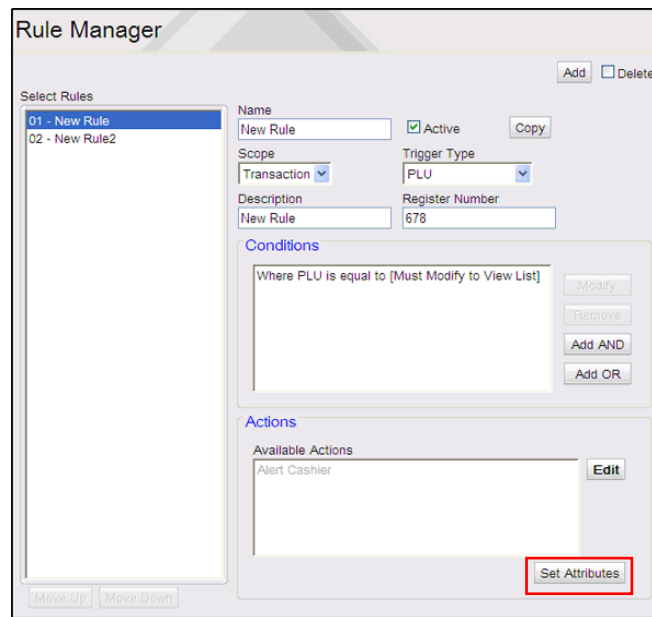 Rule Manager
Add Delete
Select Rules
01 - New Rule
02 - New Rule2
Name
New Rule Active Copy
Scope Trigger Type
Transaction PLU
Description Register Number
New Rule 678
Conditions
Where PLU is equal to [Must Modify to View List]
Modify
Remove
Add AND
Add OR
Actions
Available Actions
Alert Cashier
Edit
Set Attributes
Move Up Move Down